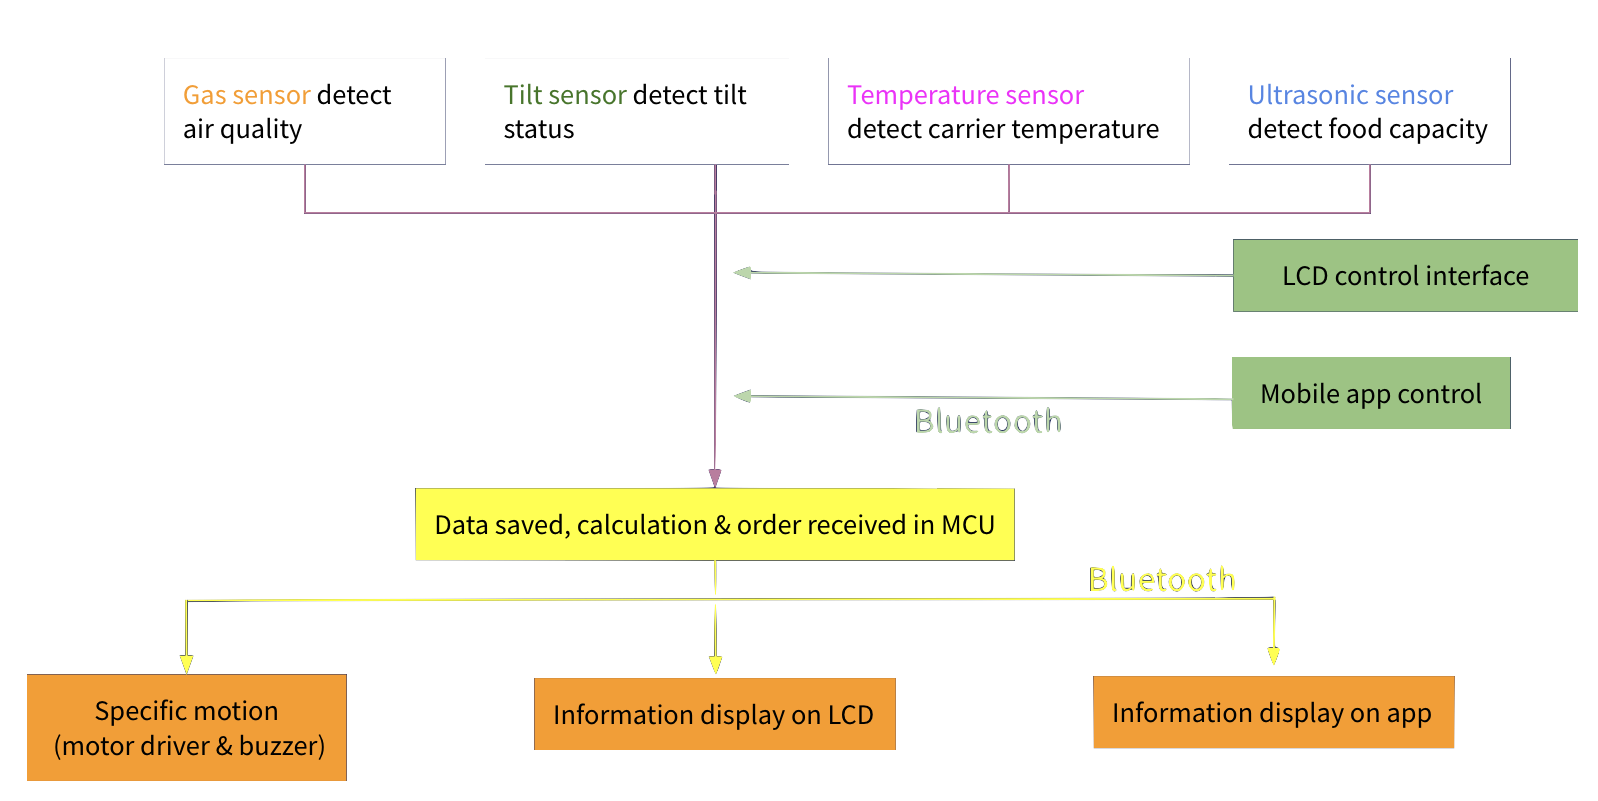 Gas sensor detect
air quality
Tilt sensor detect tilt
status
Temperature sensor
detect carrier temperature
Ultrasonic sensor
detect food capacity
LCD control interface
Mobile app control
Bluetooth
Data saved, calculation & order received in MCU
Bluetooth
Specific motion
(motor driver & buzzer)
Information display on LCD
Information display on app